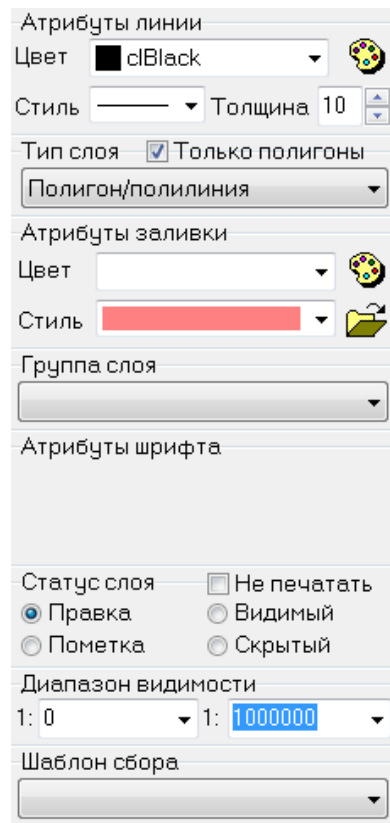 Атрибуты линии
Цвет clBlack
Стиль Толщина 10
Тип слоя Только полигоны
Полигон/полилиния
Атрибуты заливки
Цвет
Стиль
Группа слоя
Атрибуты шрифта
Статус слоя Не печатать
Правка Видимый
Пометка Скрытый
Диапазон видимости
1: 0 1: 1000000
Шаблон сбора